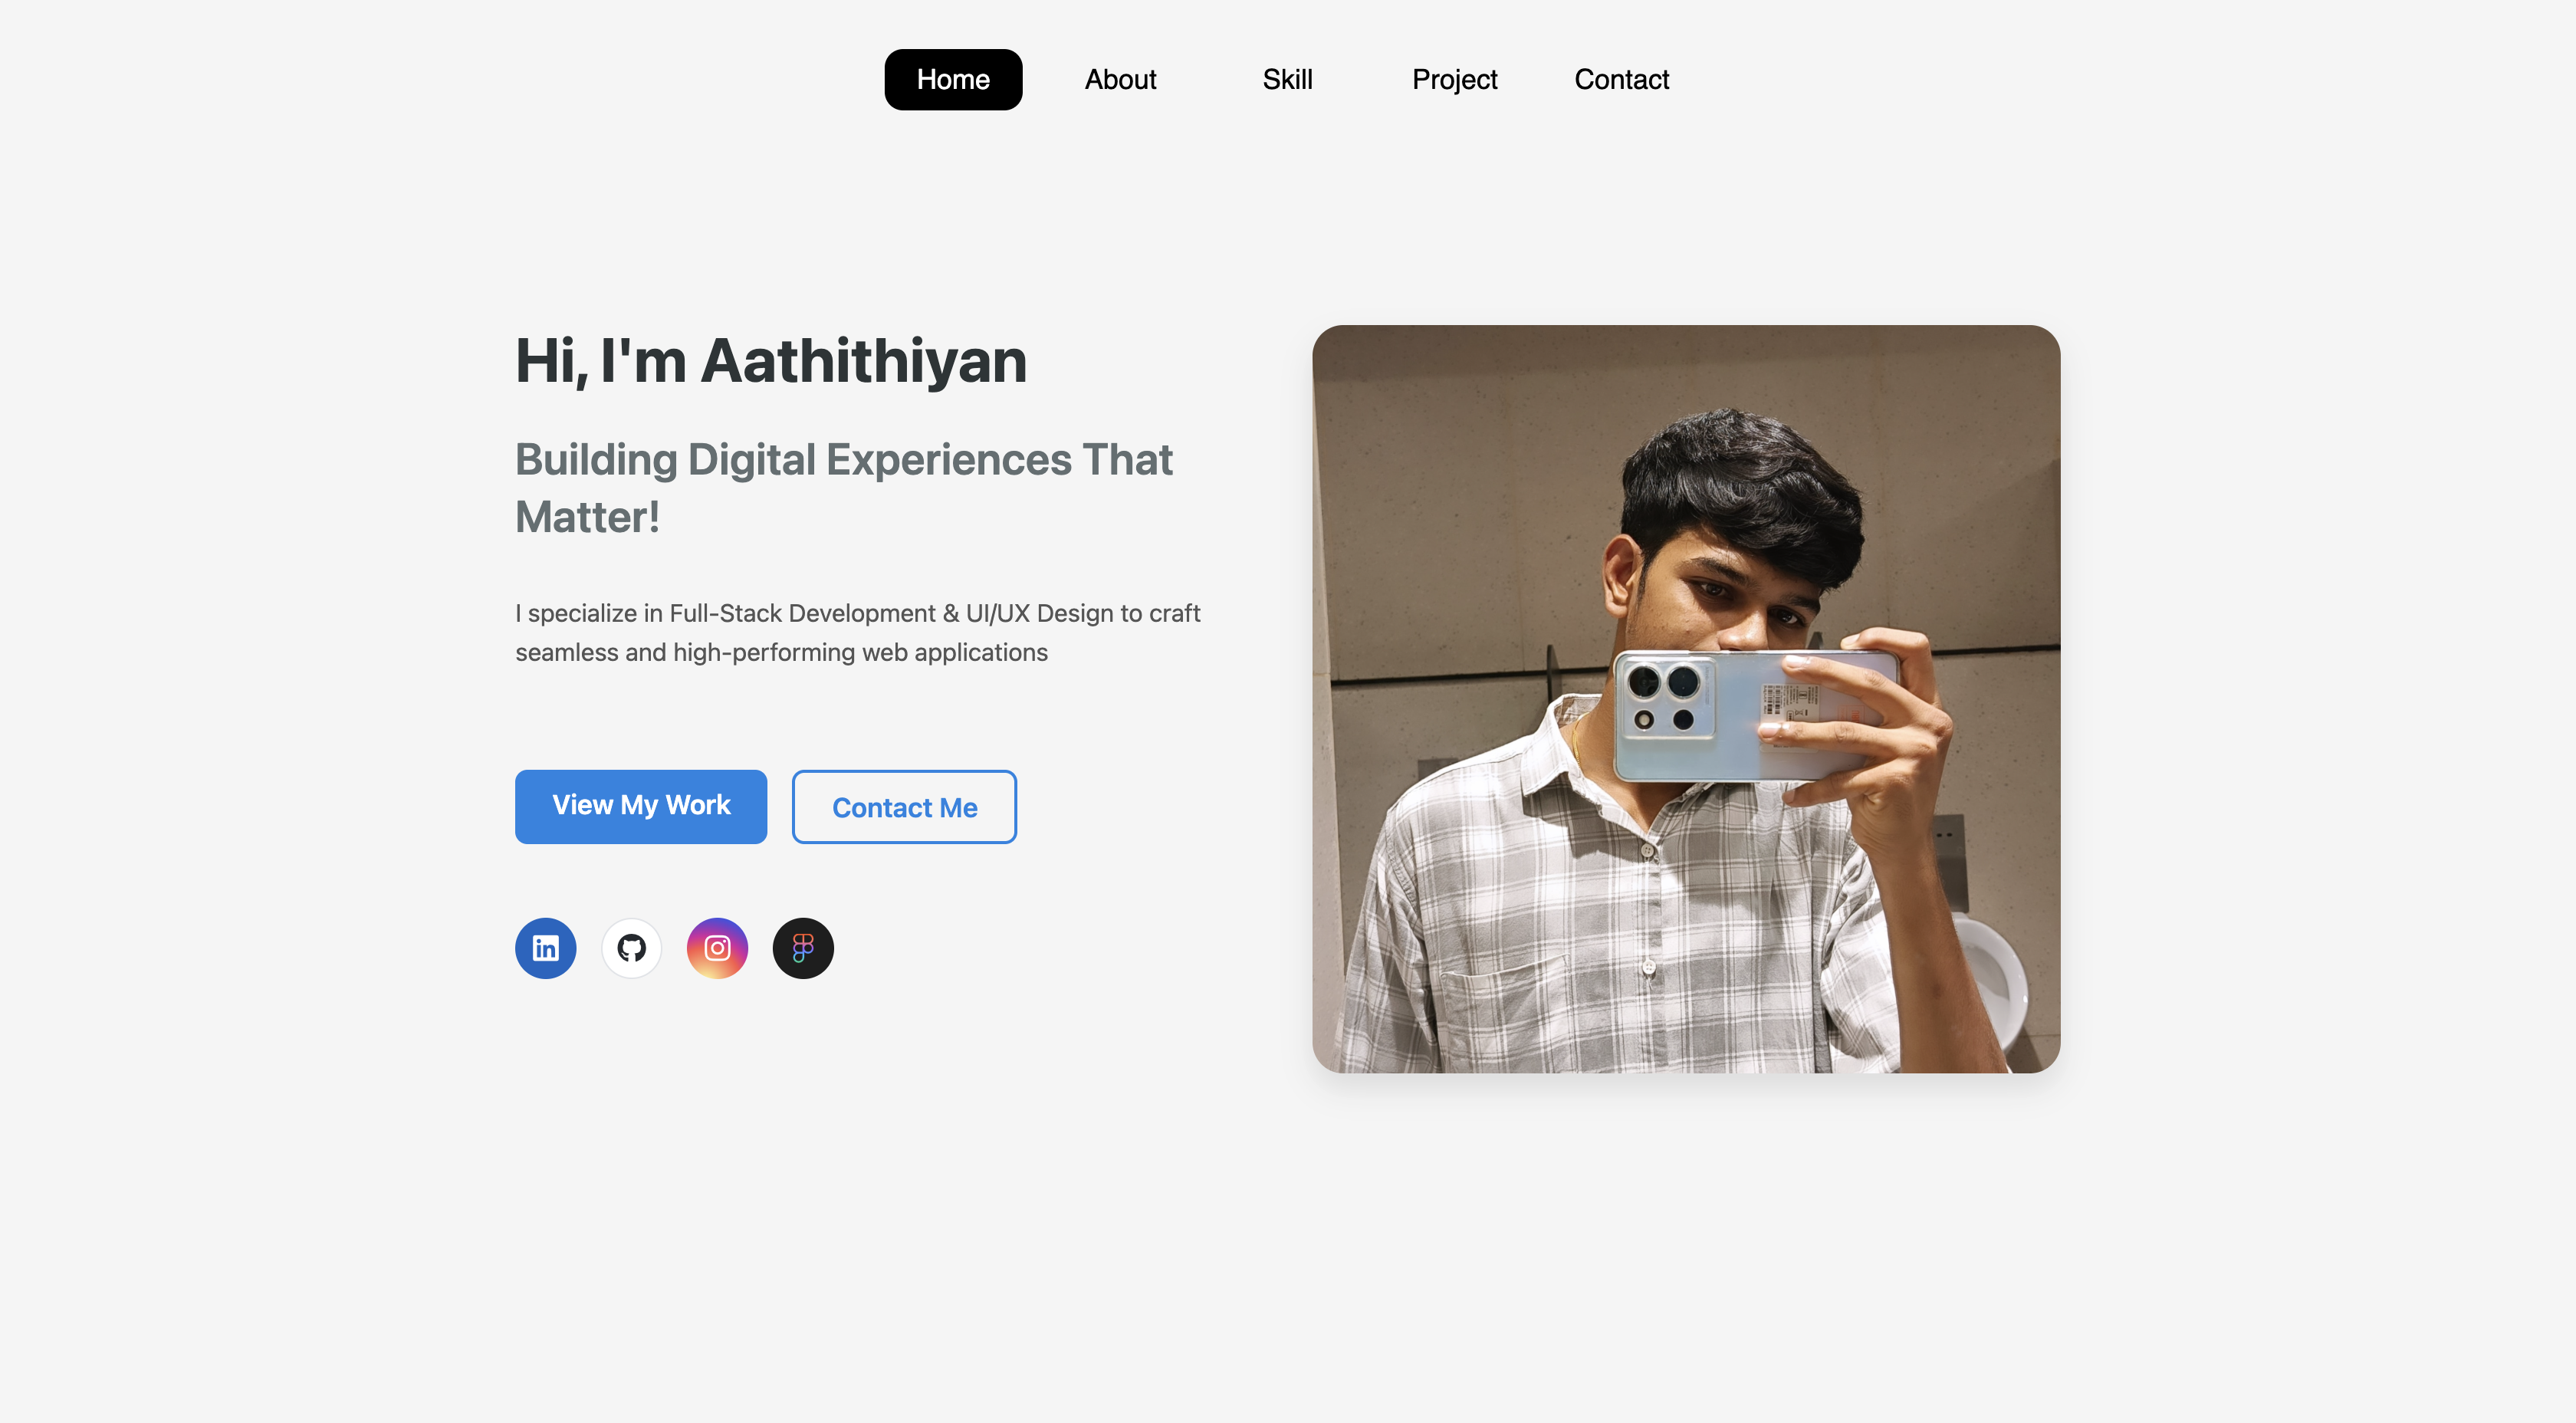 Home About Skill Project Contact
Hi, I'm Aathithiyan
Building Digital Experiences That
Matter!
I specialize in Full-Stack Development & UI/UX Design to craft
seamless and high-performing web applications
View My Work Contact Me
in